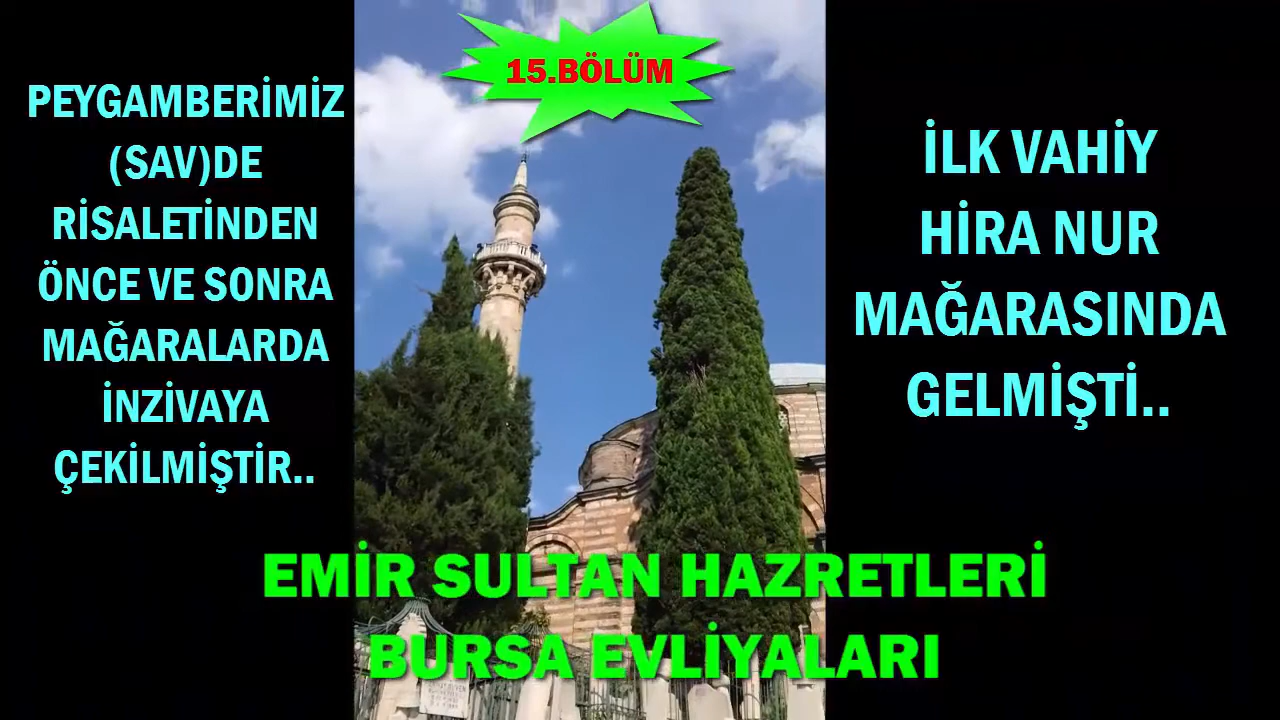 15.BÖLÜM
PEYGAMBERİMİZ
(SAV)DE
RİSALETİNDEN
ÖNCE VE SONRA
MAĞARALARDA
İNZİVAYA
ÇEKİLMİŞTİR..
İLK VAHİY
HİRA NUR
MAĞARASINDA
GELMİŞTİ..
EMİR SULTAN HAZRETLERİ
BURSA EVLİYALARI